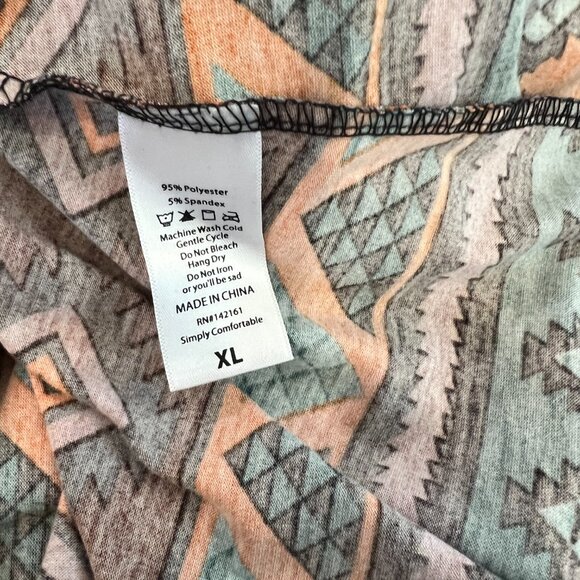 95% Polyester
5% Spandex
Machine Wash Cold
Gentle Cycle
Do Not Bleach
Hang Dry
Do Not Iron
or you'll be sad
MADE IN CHINA
RN#142161
Simply Comfortable
XL